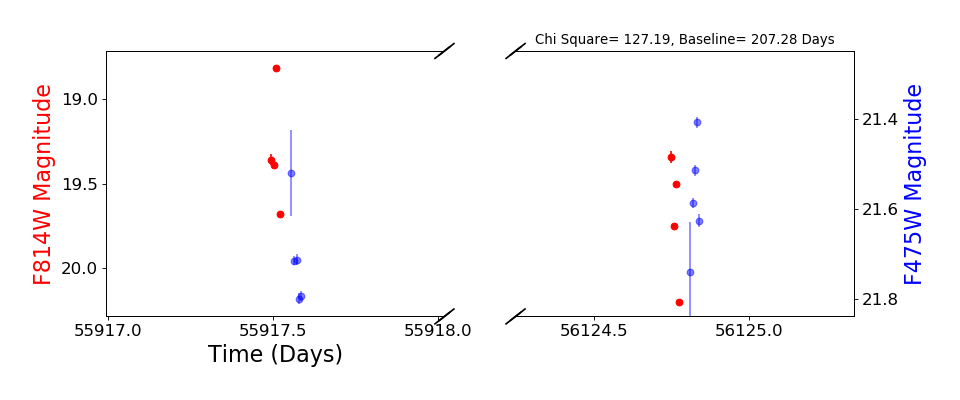 Chi Square= 127.19, Baseline= 207.28 Days
F814W Magnitude
19.0
19.5
20.0
21.4
21.6
21.8
F475W Magnitude
55917.0 55917.5 55918.0 56124.5 56125.0
Time (Days)